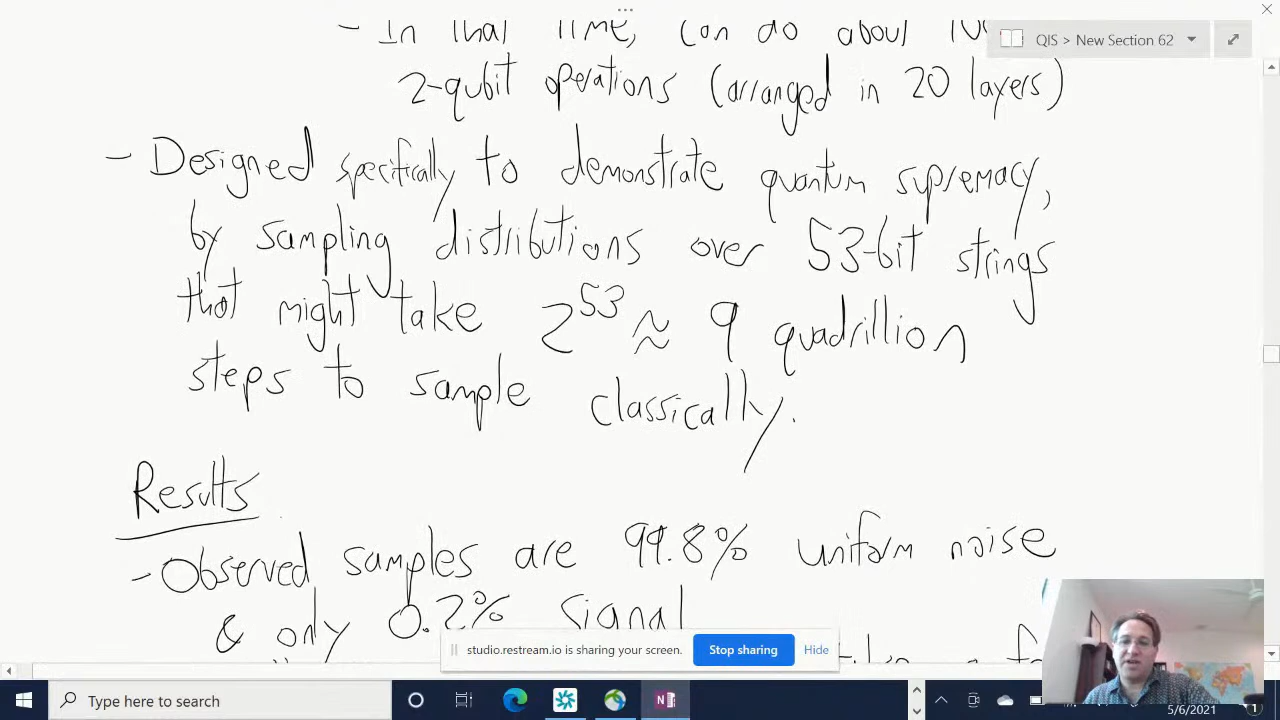 - In that time, can do about
QIS > New Section 62
2-qubit operations (arranged in 20 layers)
- Designed specifically to demonstrate quantum supremacy,
by sampling distributions over 53-bit strings
that might take 2^53 ≈ 9 quadrillion
steps to sample classically.
Results
- Observed samples are 99.8% uniform noise
& only 0.2% signal
studio.restream.io is sharing your screen.
Stop sharing
Hide
Type here to search
5/6/2021
1